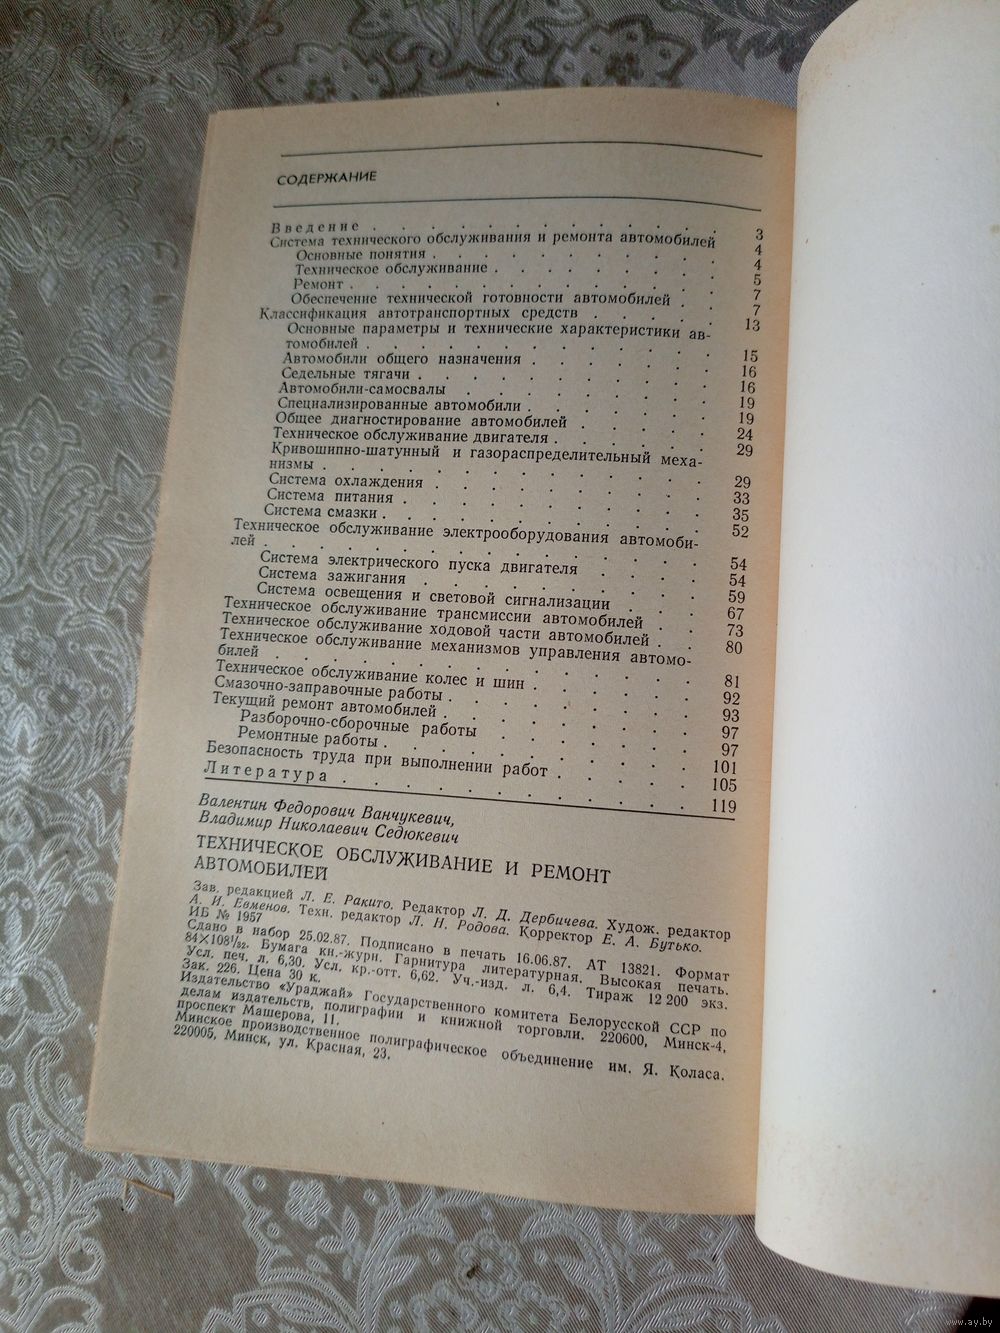 СОДЕРЖАНИЕ
Введение . . . . . . . . . . . . 3
Система технического обслуживания и ремонта автомобилей 4
Основные понятия . . . . . . . . . . 4
Техническое обслуживание . . . . . . . . 5
Ремонт . . . . . . . . . . . . 7
Обеспечение технической готовности автомобилей . . 7
Классификация автотранспортных средств . . . . . 13
Основные параметры и технические характеристики ав-
томобилей . . . . . . . . . . . . 15
Автомобили общего назначения . . . . . . . 16
Седельные тягачи . . . . . . . . . . 16
Автомобили-самосвалы . . . . . . . . . 19
Специализированные автомобили . . . . . . . 19
Общее диагностирование автомобилей . . . . . 24
Техническое обслуживание двигателя . . . . . . 29
Кривошипно-шатунный и газораспределительный меха-
низмы . . . . . . . . . . . . 29
Система охлаждения . . . . . . . . . 33
Система питания . . . . . . . . . . 35
Система смазки . . . . . . . . . . . 52
Техническое обслуживание электрооборудования автомоби-
лей . . . . . . . . . . . . . . 54
Система электрического пуска двигателя . . . . 54
Система зажигания . . . . . . . . . 59
Система освещения и световой сигнализации . . . 67
Техническое обслуживание трансмиссии автомобилей . . 73
Техническое обслуживание ходовой части автомобилей . . 80
Техническое обслуживание механизмов управления автомо-
билей . . . . . . . . . . . . . 81
Техническое обслуживание колес и шин . . . . . 92
Смазочно-заправочные работы . . . . . . . . 93
Текущий ремонт автомобилей . . . . . . . . 97
Разборочно-сборочные работы . . . . . . 97
Ремонтные работы . . . . . . . . . . 101
Безопасность труда при выполнении работ . . . . 105
Литература . . . . . . . . . . . 119
Валентин Федорович Ванчукевич,
Владимир Николаевич Седюкевич
ТЕХНИЧЕСКОЕ ОБСЛУЖИВАНИЕ И РЕМОНТ
АВТОМОБИЛЕЙ
Зав. редакцией Л. Е. Ракито. Редактор Л. Д. Дербичева. Худож. редактор
А. И. Евменов. Техн. редактор Л. Н. Родова. Корректор Е. А. Бутько.
ИБ № 1957
Сдано в набор 25.02.87. Подписано в печать 16.06.87. АТ 13821. Формат
84×108¹/₃₂. Бумага кн.-журн. Гарнитура литературная. Высокая печать.
Усл. печ. л. 6,30. Усл. кр.-отт. 6,62. Уч.-изд. л. 6,4. Тираж 12 200 экз.
Зак. 226. Цена 30 к.
Издательство «Ураджай» Государственного комитета Белорусской ССР по
делам издательств, полиграфии и книжной торговли. 220600, Минск-4,
проспект Машерова, 11.
Минское производственное полиграфическое объединение им. Я. Коласа.
220005, Минск, ул. Красная, 23.
www.ay.by